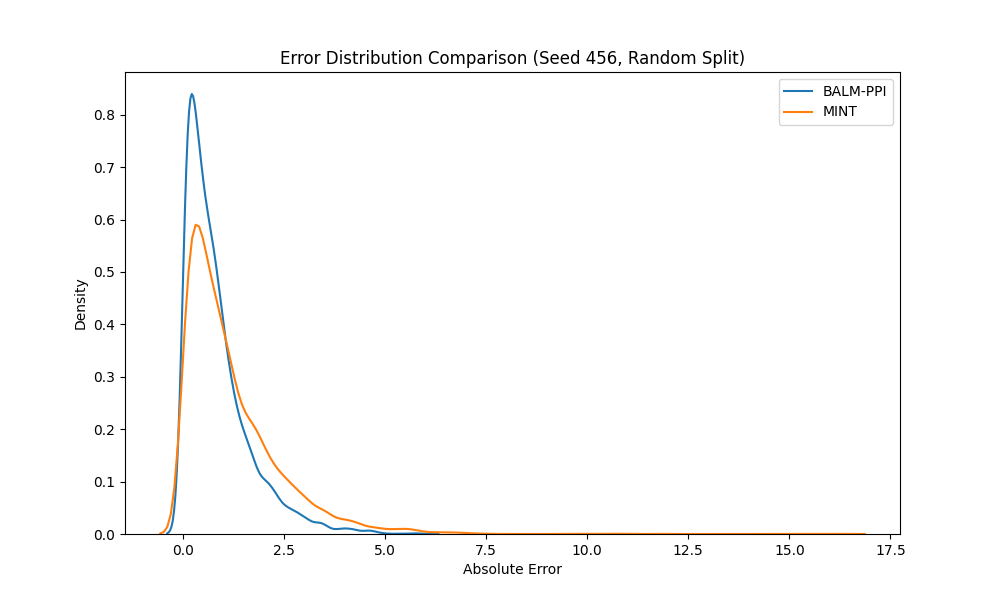 Error Distribution Comparison (Seed 456, Random Split)
BALM-PPI
MINT
0.8
0.7
0.6
0.5
0.4
0.3
0.2
0.1
0.0
Density
0.0 2.5 5.0 7.5 10.0 12.5 15.0 17.5
Absolute Error